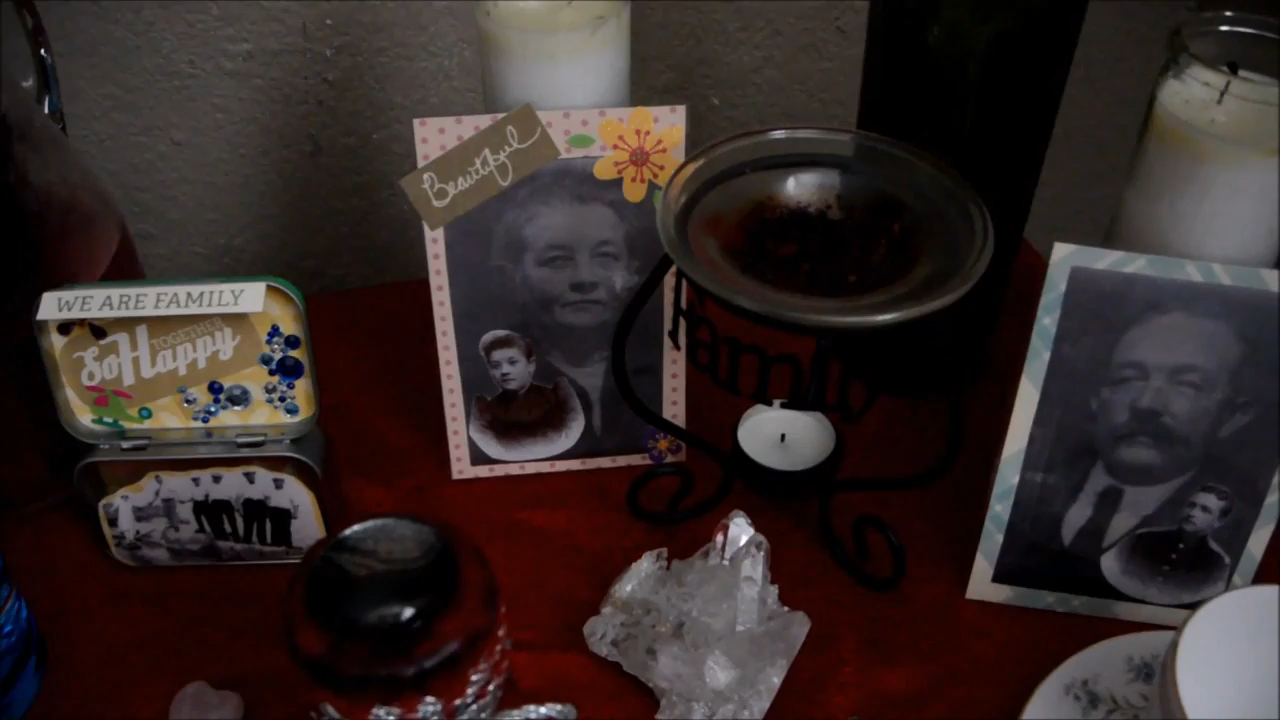 WE ARE FAMILY
TOGETHER
So Happy
Beautiful
Family